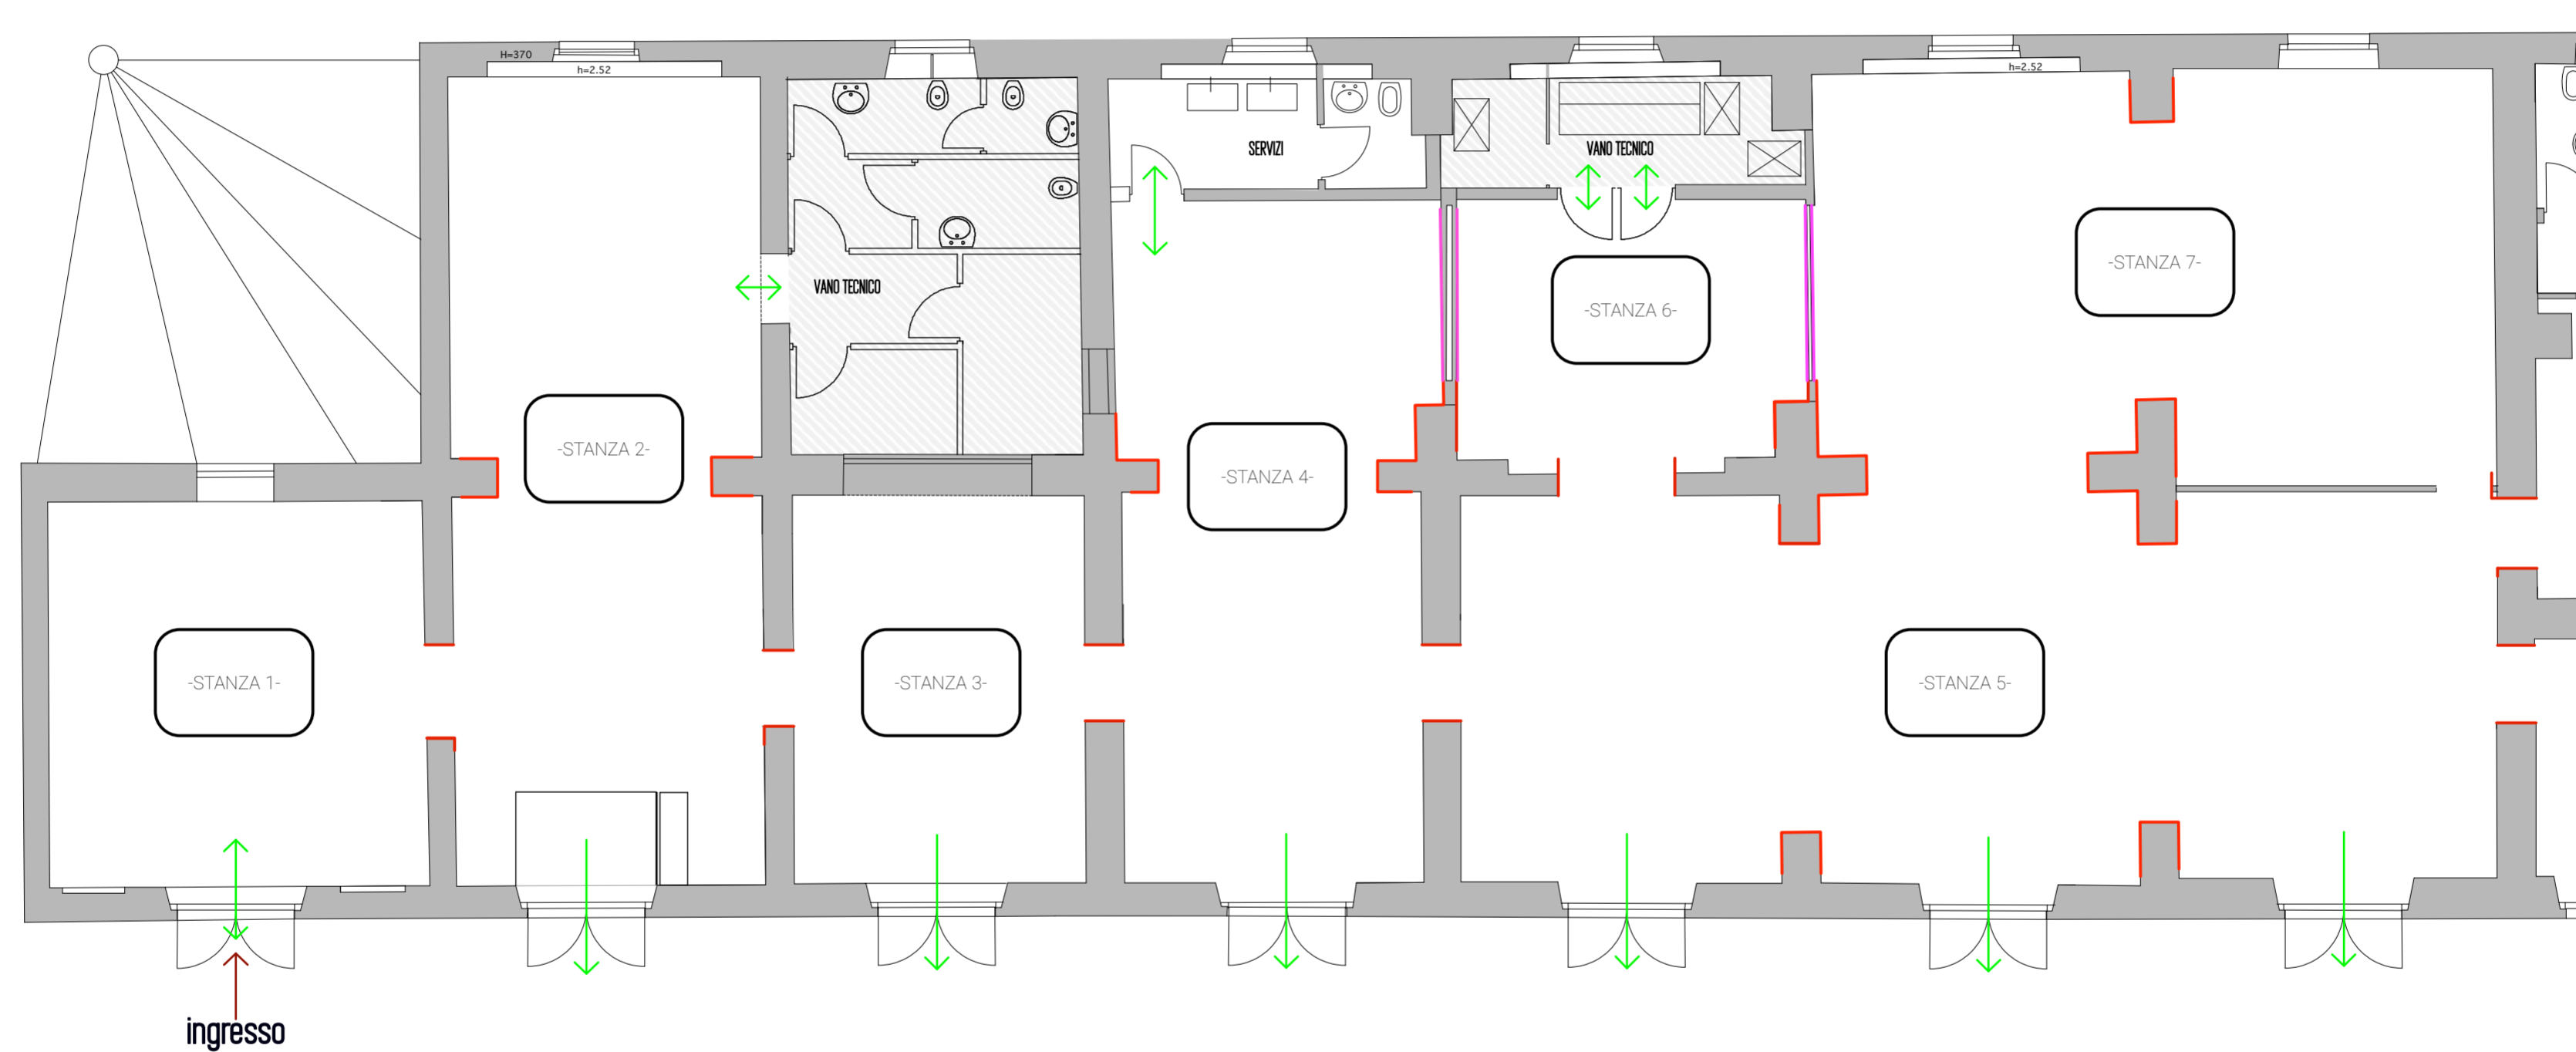 H=370
h=2.52
h=2.52
SERVIZI
VANO TECNICO
-STANZA 7-
VANO TECNICO
-STANZA 6-
-STANZA 2-
-STANZA 4-
-STANZA 1-
-STANZA 3-
-STANZA 5-
ingresso